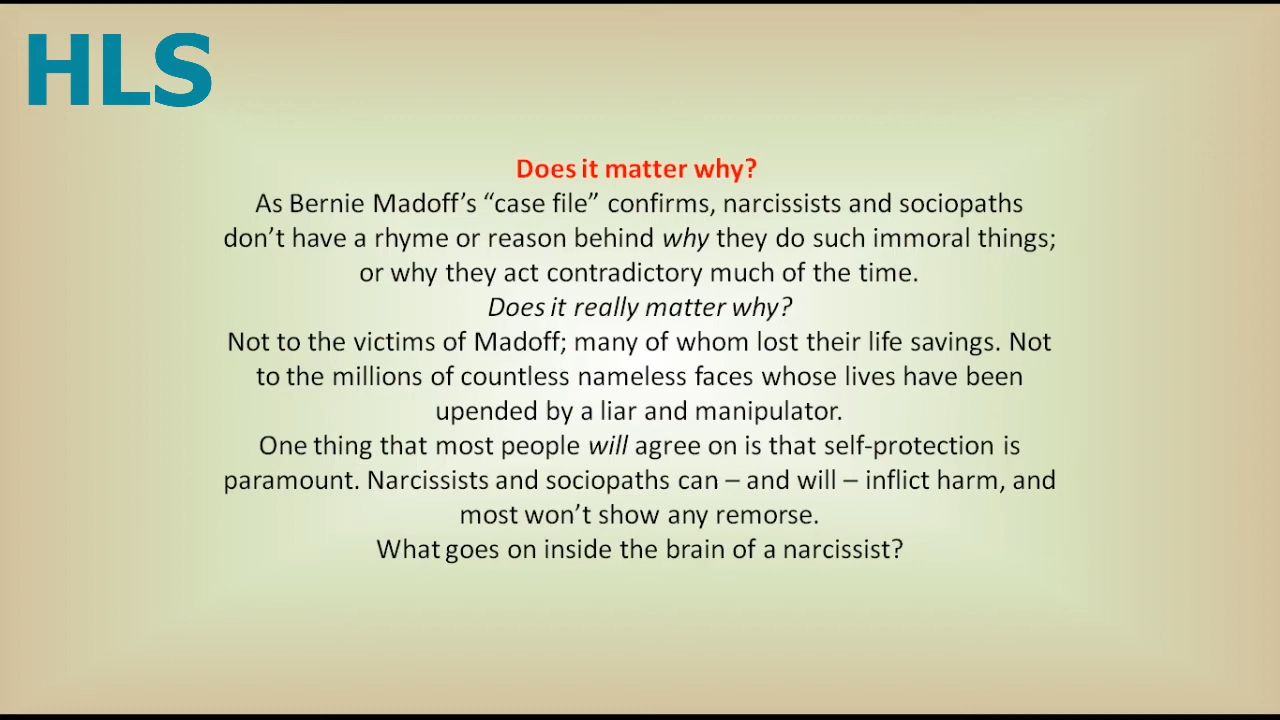 HLS
Does it matter why?
As Bernie Madoff’s “case file” confirms, narcissists and sociopaths
don’t have a rhyme or reason behind why they do such immoral things;
or why they act contradictory much of the time.
Does it really matter why?
Not to the victims of Madoff; many of whom lost their life savings. Not
to the millions of countless nameless faces whose lives have been
upended by a liar and manipulator.
One thing that most people will agree on is that self-protection is
paramount. Narcissists and sociopaths can – and will – inflict harm, and
most won’t show any remorse.
What goes on inside the brain of a narcissist?